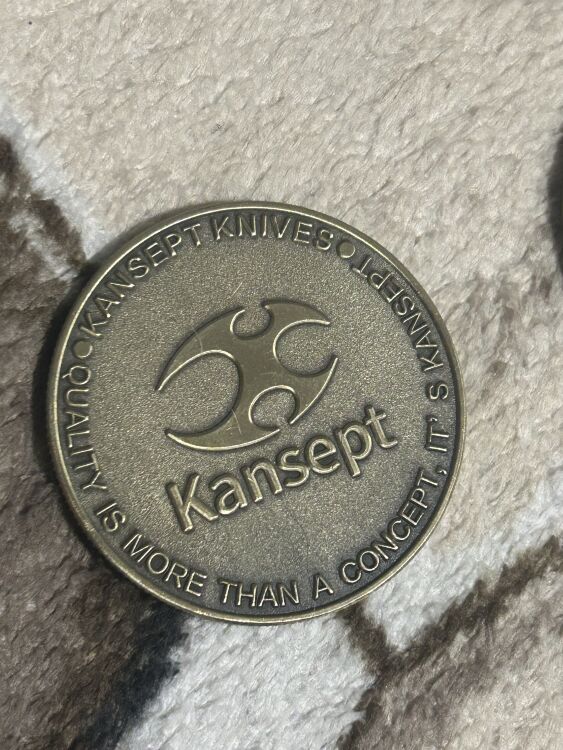 KANSEPT KNIVES
Kansept
QUALITY IS MORE THAN A CONCEPT, IT'S KANSEPT